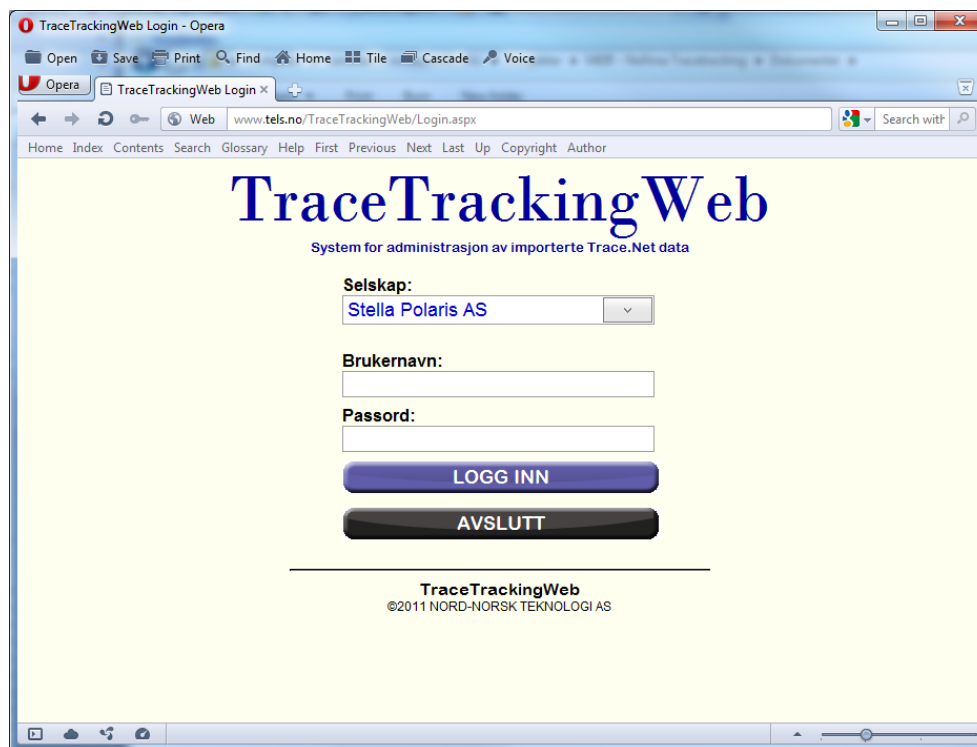 TraceTrackingWeb Login - Opera
Open Save Print Find Home Tile Cascade Voice
Opera TraceTrackingWeb Login
Web www.tels.no/TraceTrackingWeb/Login.aspx Search with
Home Index Contents Search Glossary Help First Previous Next Last Up Copyright Author
TraceTrackingWeb
System for administrasjon av importerte Trace.Net data
Selskap:
Stella Polaris AS
Brukernavn:
Passord:
LOGG INN
AVSLUTT
TraceTrackingWeb
©2011 NORD-NORSK TEKNOLOGI AS